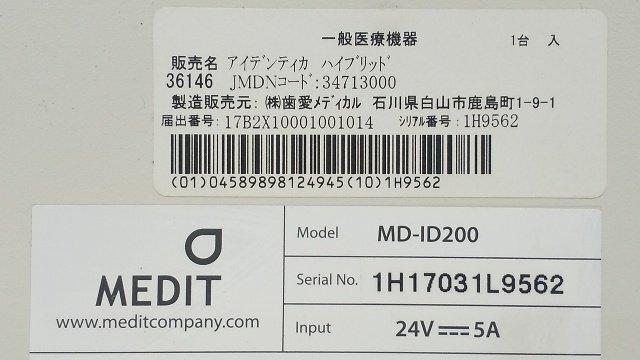 一般医療機器 1台 入
販売名 アイデンティカ ハイブリッド
36146 JMDNコード:34713000
製造販売元:㈱歯愛メディカル 石川県白山市鹿島町1-9-1
届出番号:17B2X10001001014 シリアル番号:1H9562
(01)04589898124945(10)1H9562
MEDIT
www.meditcompany.com
Model MD-ID200
Serial No. 1H17031L9562
Input 24V⎓5A